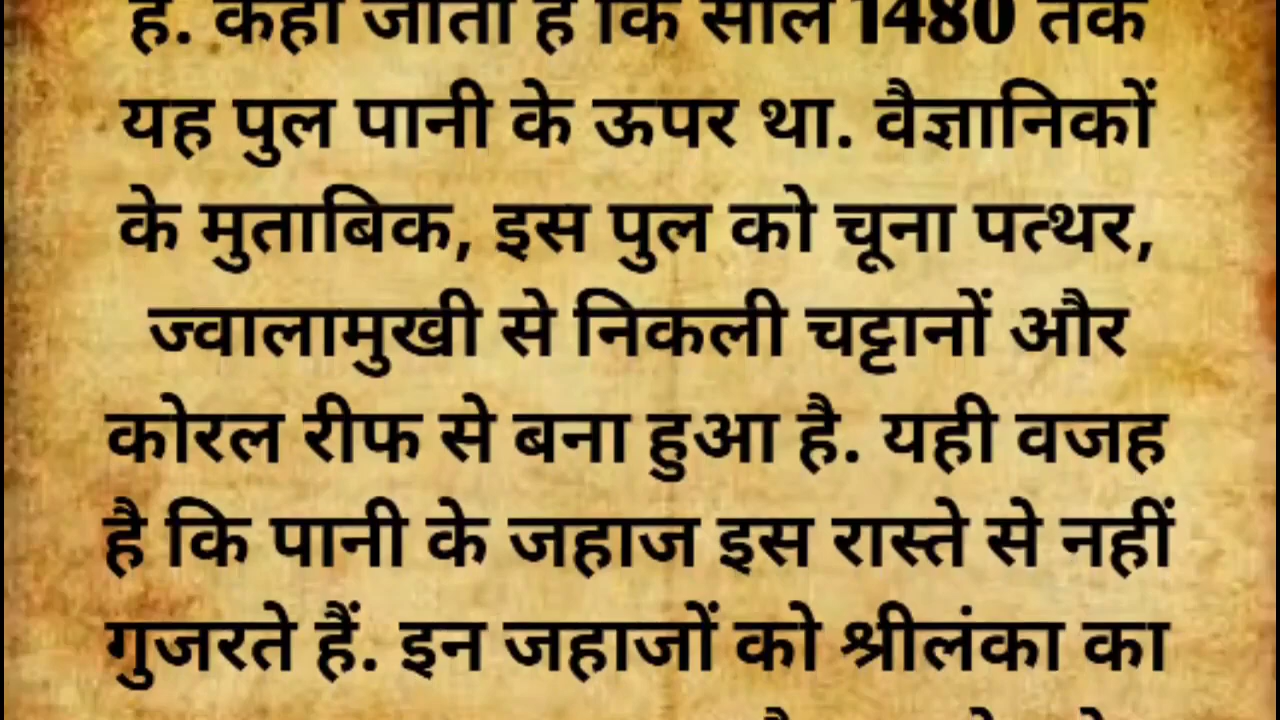 है. कहा जाता है कि साल 1480 तक
यह पुल पानी के ऊपर था. वैज्ञानिकों
के मुताबिक, इस पुल को चूना पत्थर,
ज्वालामुखी से निकली चट्टानों और
कोरल रीफ से बना हुआ है. यही वजह
है कि पानी के जहाज इस रास्ते से नहीं
गुजरते हैं. इन जहाजों को श्रीलंका का